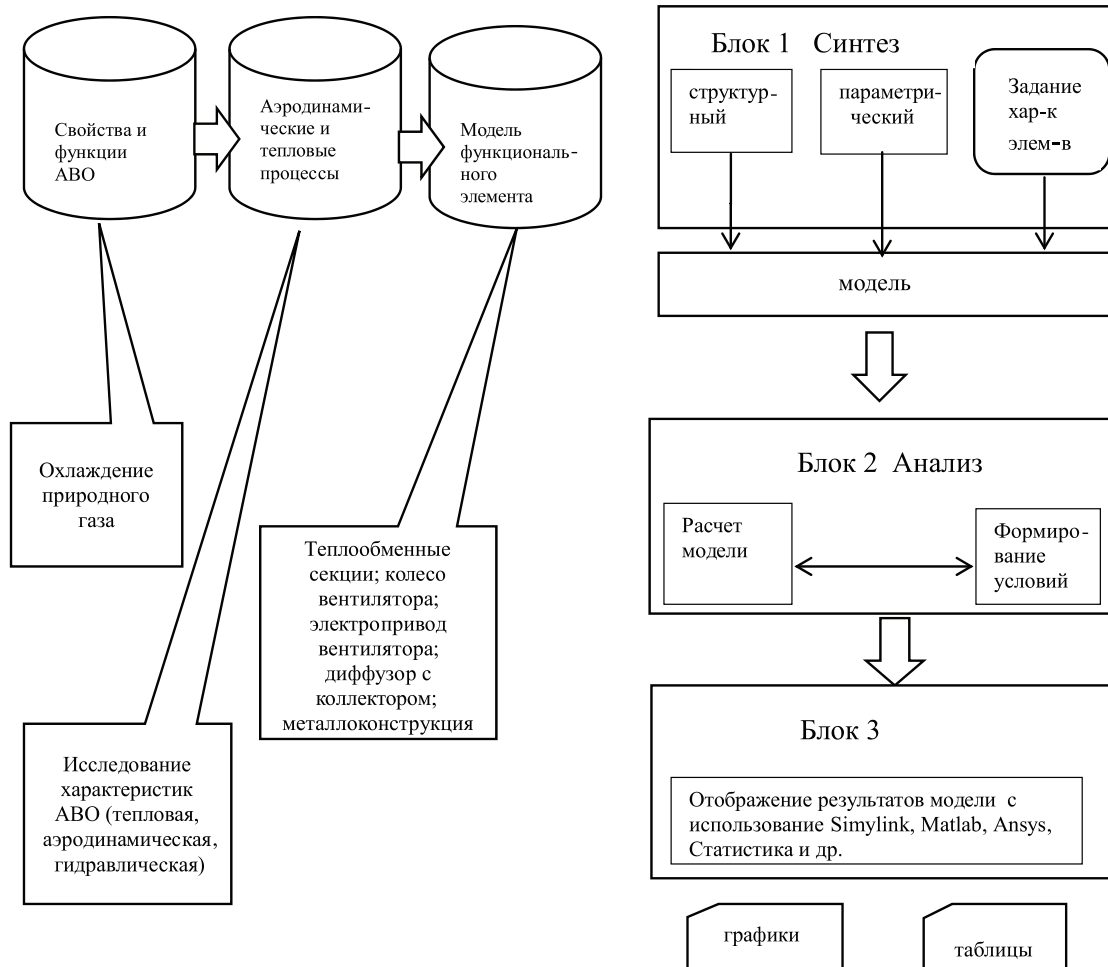 Свойства и
функции
АВО
Аэродинами-
ческие и
тепловые
процессы
Модель
функциональ-
ного
элемента
Охлаждение
природного
газа
Теплообменные
секции; колесо
вентилятора;
электропривод
вентилятора;
диффузор с
коллектором;
металлоконструкция
Исследование
характеристик
АВО (тепловая,
аэродинамическая,
гидравлическая)
Блок 1 Синтез
структур-
ный
параметри-
ческий
Задание
хар-к
элем-в
модель
Блок 2 Анализ
Расчет
модели
Формиро-
вание
условий
Блок 3
Отображение результатов модели с
использование Simylink, Matlab, Ansys,
Статистика и др.
графики
таблицы